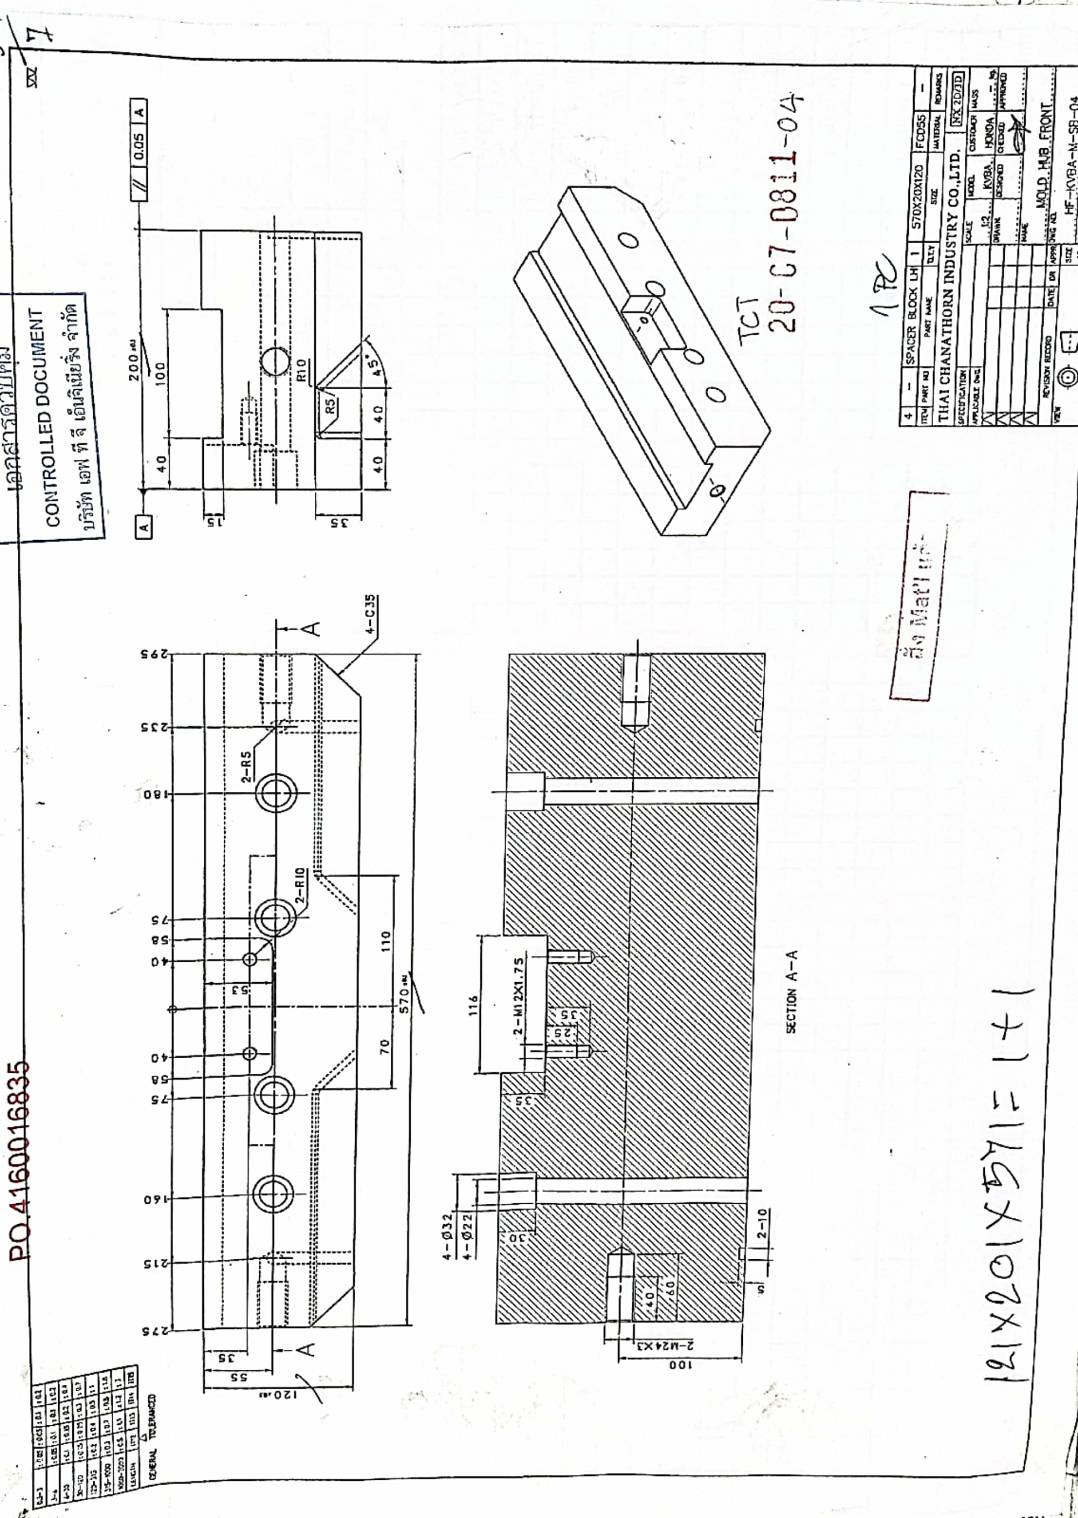 PO.4160016835
เอกสารควบคุม
CONTROLLED DOCUMENT
บริษัท เอฟ ที จี เอ็นจิเนียริ่ง จำกัด
7
LENGTH
GENERAL TOLERANCED
275 215 160 75 58 40 0 40 58 75 180 235 295
120 55 35 53
2-R5
2-R10
A A
4-C35
70 110
570
A 200 // 0.05 A
40 100
15
R10
R5
35
40 40 45°
4-Ø32
4-Ø22
116
30 35 2-M12X1.75
25 35
2-M24X3
40
60
100
5 2-10
SECTION A-A
TCT
20-C7-0811-04
1 PC
สั่ง Mat'l แล้ว
121X201X571= 1+1
4 - SPACER BLOCK LH 1 570X20X120 FCD55 -
ITEM PART NO PART NAME Q.T.Y SIZE MATERIAL REMARKS
THAI CHANATHORN INDUSTRY CO.,LTD. NX 2D/3D
SPECIFICATION SCALE MODEL CUSTOMER MASS
APPLICABLE DWG. 1:2 KVBA HONDA - KG
DRAWN DESIGNED CHECKED APPROVED
NAME
MOLD HUB FRONT
REVISION RECORD DATE DR APPR DWG NO.
VIEW SIZE HF-KVBA-M-SB-04